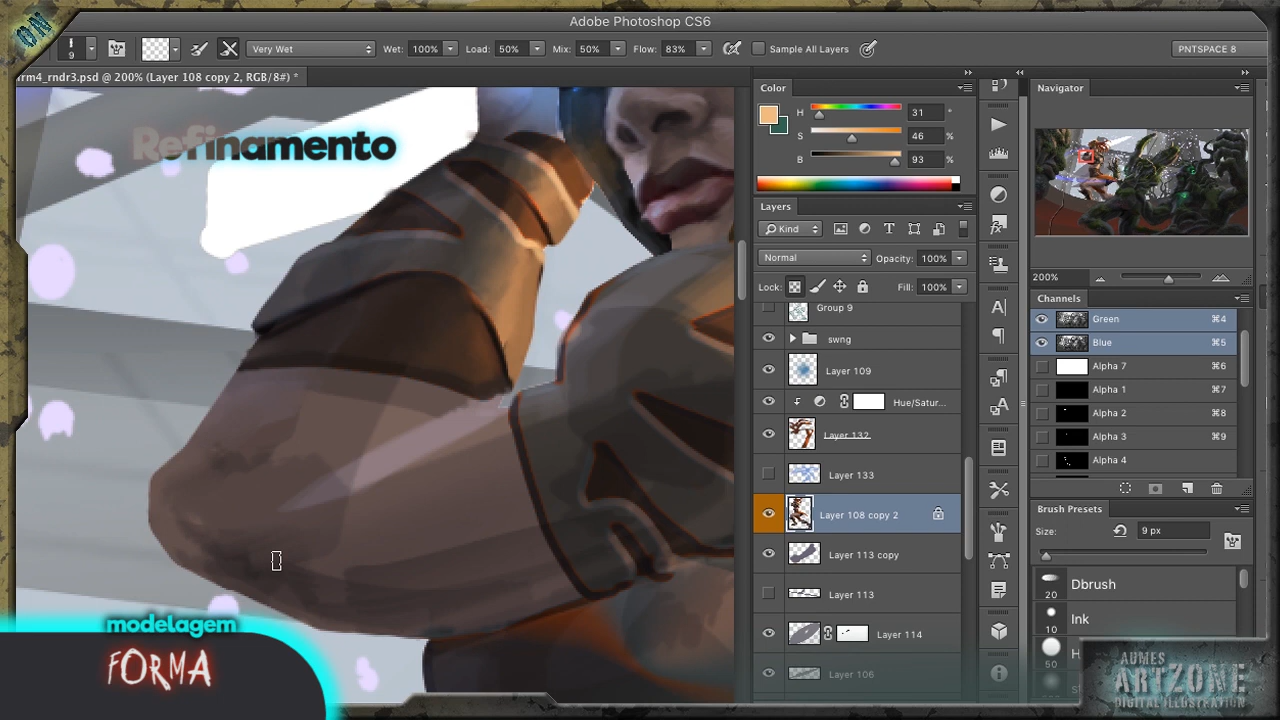 ON
Adobe Photoshop CS6
9
Very Wet
Wet: 100%
Load: 50%
Mix: 50%
Flow: 83%
Sample All Layers
PNTSPACE 8
rm4_rndr3.psd @ 200% (Layer 108 copy 2, RGB/8#) *
Refinamento
Color
H 31 °
S 46 %
B 93 %
Layers
Kind
Normal
Opacity: 100%
Lock:
Fill: 100%
Group 9
swng
Layer 109
Hue/Satur...
Layer 132
Layer 133
Layer 108 copy 2
Layer 113 copy
Layer 113
Layer 114
Layer 106
Navigator
200%
Channels
Green ⌘4
Blue ⌘5
Alpha 7 ⌘6
Alpha 1 ⌘7
Alpha 2 ⌘8
Alpha 3 ⌘9
Alpha 4
Brush Presets
Size: 9 px
20 Dbrush
10 Ink
50 H
modelagem
FORMA
AUMES
ARTZONE
DIGITAL ILLUSTRATION